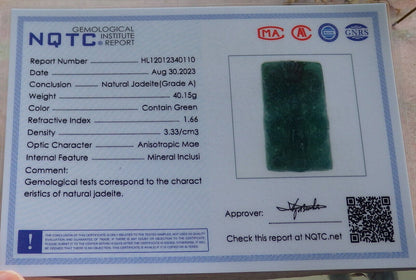 NQTC GEMOLOGICAL INSTITUTE REPORT
MA
GNRS
Report Number HL12012340110
Date Aug 30.2023
Conclusion Natural Jadeite(Grade A)
Weight 40.15g
Color Contain Green
Refractive Index 1.66
Density 3.33/cm3
Optic Character Anisotropic Mae
Internal Feature Mineral Inclusi
Comment:
Gemological tests correspond to the charact
eristics of natural jadeite.
Approver:
Check this report at NQTC.net